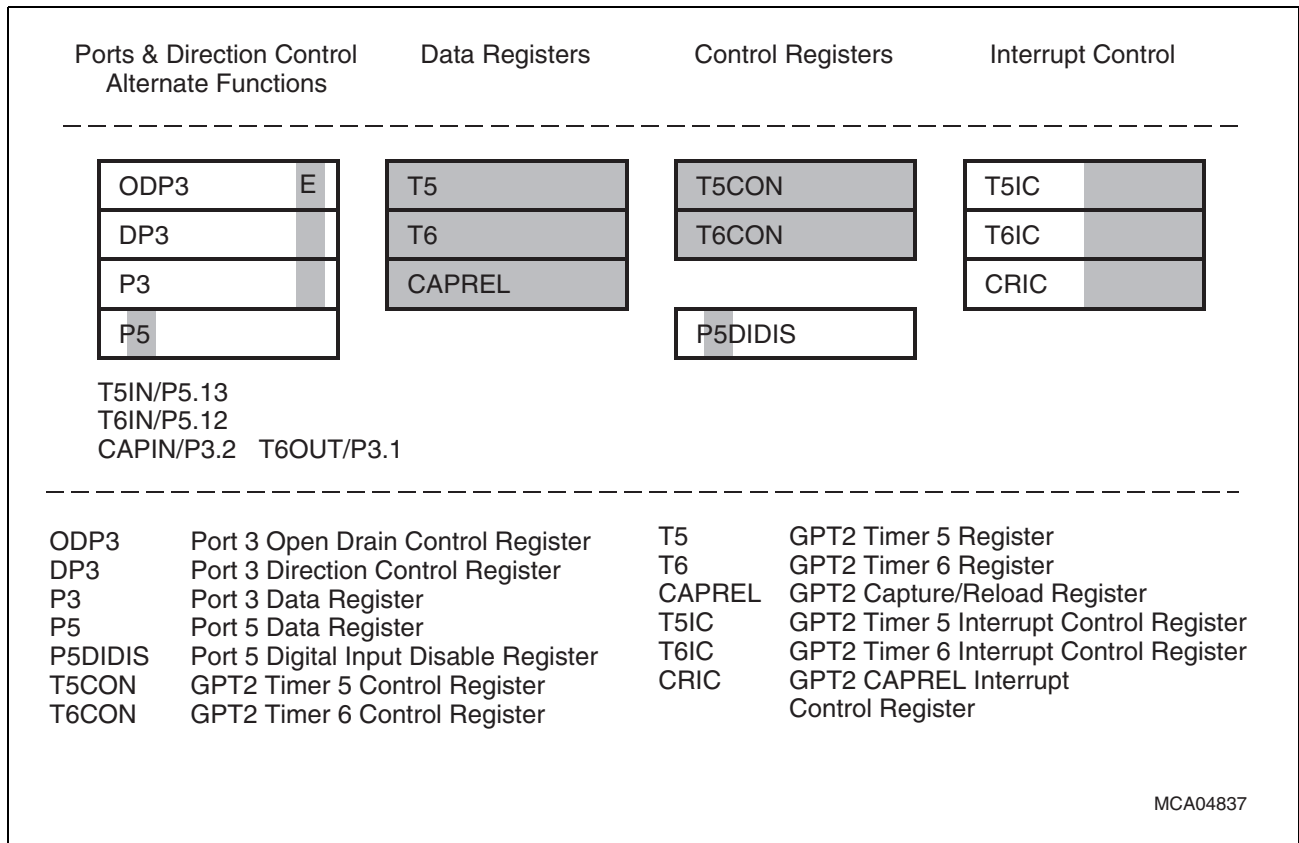 Ports & Direction Control
Alternate Functions
Data Registers
Control Registers
Interrupt Control
ODP3 E
DP3
P3
P5
T5
T6
CAPREL
T5CON
T6CON
P5DIDIS
T5IC
T6IC
CRIC
T5IN/P5.13
T6IN/P5.12
CAPIN/P3.2 T6OUT/P3.1
ODP3 Port 3 Open Drain Control Register
DP3 Port 3 Direction Control Register
P3 Port 3 Data Register
P5 Port 5 Data Register
P5DIDIS Port 5 Digital Input Disable Register
T5CON GPT2 Timer 5 Control Register
T6CON GPT2 Timer 6 Control Register
T5 GPT2 Timer 5 Register
T6 GPT2 Timer 6 Register
CAPREL GPT2 Capture/Reload Register
T5IC GPT2 Timer 5 Interrupt Control Register
T6IC GPT2 Timer 6 Interrupt Control Register
CRIC GPT2 CAPREL Interrupt
Control Register
MCA04837